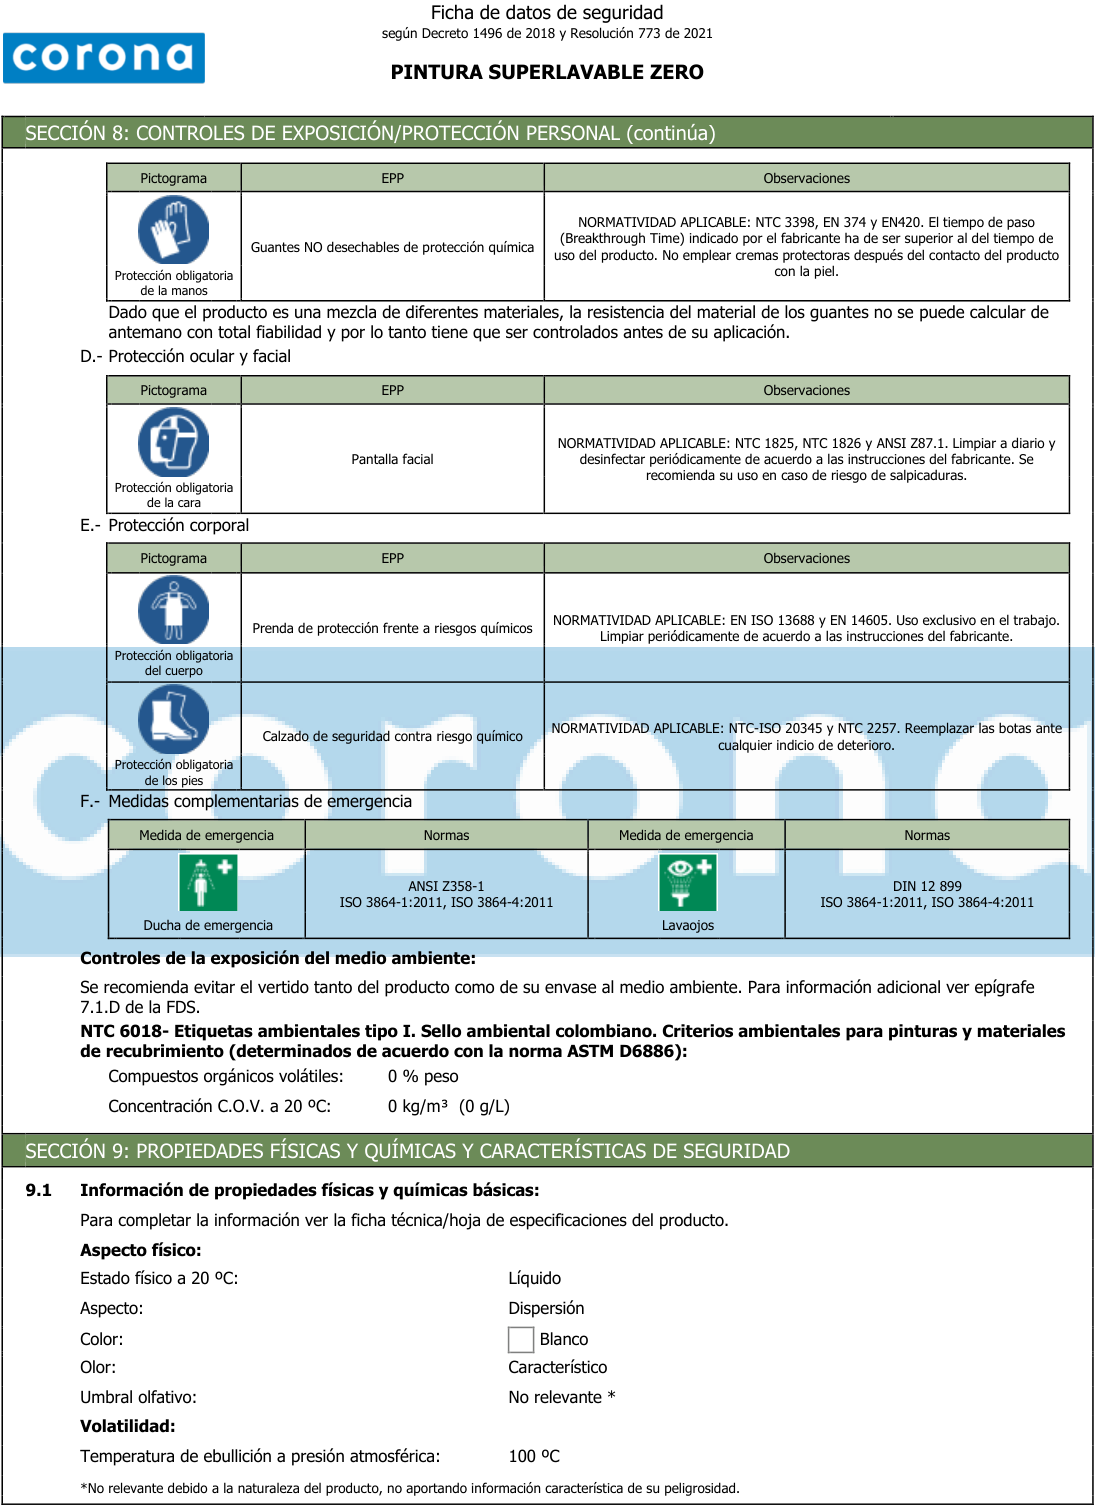 Ficha de datos de seguridad
según Decreto 1496 de 2018 y Resolución 773 de 2021
corona
PINTURA SUPERLAVABLE ZERO
SECCIÓN 8: CONTROLES DE EXPOSICIÓN/PROTECCIÓN PERSONAL (continúa)
Pictograma EPP Observaciones
Protección obligatoria
de la manos
Guantes NO desechables de protección química
NORMATIVIDAD APLICABLE: NTC 3398, EN 374 y EN420. El tiempo de paso
(Breakthrough Time) indicado por el fabricante ha de ser superior al del tiempo de
uso del producto. No emplear cremas protectoras después del contacto del producto
con la piel.
Dado que el producto es una mezcla de diferentes materiales, la resistencia del material de los guantes no se puede calcular de
antemano con total fiabilidad y por lo tanto tiene que ser controlados antes de su aplicación.
D.- Protección ocular y facial
Pictograma EPP Observaciones
Protección obligatoria
de la cara
Pantalla facial
NORMATIVIDAD APLICABLE: NTC 1825, NTC 1826 y ANSI Z87.1. Limpiar a diario y
desinfectar periódicamente de acuerdo a las instrucciones del fabricante. Se
recomienda su uso en caso de riesgo de salpicaduras.
E.- Protección corporal
Pictograma EPP Observaciones
Protección obligatoria
del cuerpo
Prenda de protección frente a riesgos químicos
NORMATIVIDAD APLICABLE: EN ISO 13688 y EN 14605. Uso exclusivo en el trabajo.
Limpiar periódicamente de acuerdo a las instrucciones del fabricante.
Protección obligatoria
de los pies
Calzado de seguridad contra riesgo químico
NORMATIVIDAD APLICABLE: NTC-ISO 20345 y NTC 2257. Reemplazar las botas ante
cualquier indicio de deterioro.
corona
F.- Medidas complementarias de emergencia
Medida de emergencia Normas Medida de emergencia Normas
Ducha de emergencia
ANSI Z358-1
ISO 3864-1:2011, ISO 3864-4:2011
Lavaojos
DIN 12 899
ISO 3864-1:2011, ISO 3864-4:2011
Controles de la exposición del medio ambiente:
Se recomienda evitar el vertido tanto del producto como de su envase al medio ambiente. Para información adicional ver epígrafe
7.1.D de la FDS.
NTC 6018- Etiquetas ambientales tipo I. Sello ambiental colombiano. Criterios ambientales para pinturas y materiales
de recubrimiento (determinados de acuerdo con la norma ASTM D6886):
Compuestos orgánicos volátiles: 0 % peso
Concentración C.O.V. a 20 ºC: 0 kg/m³ (0 g/L)
SECCIÓN 9: PROPIEDADES FÍSICAS Y QUÍMICAS Y CARACTERÍSTICAS DE SEGURIDAD
9.1 Información de propiedades físicas y químicas básicas:
Para completar la información ver la ficha técnica/hoja de especificaciones del producto.
Aspecto físico:
Estado físico a 20 ºC: Líquido
Aspecto: Dispersión
Color: Blanco
Olor: Característico
Umbral olfativo: No relevante *
Volatilidad:
Temperatura de ebullición a presión atmosférica: 100 ºC
*No relevante debido a la naturaleza del producto, no aportando información característica de su peligrosidad.